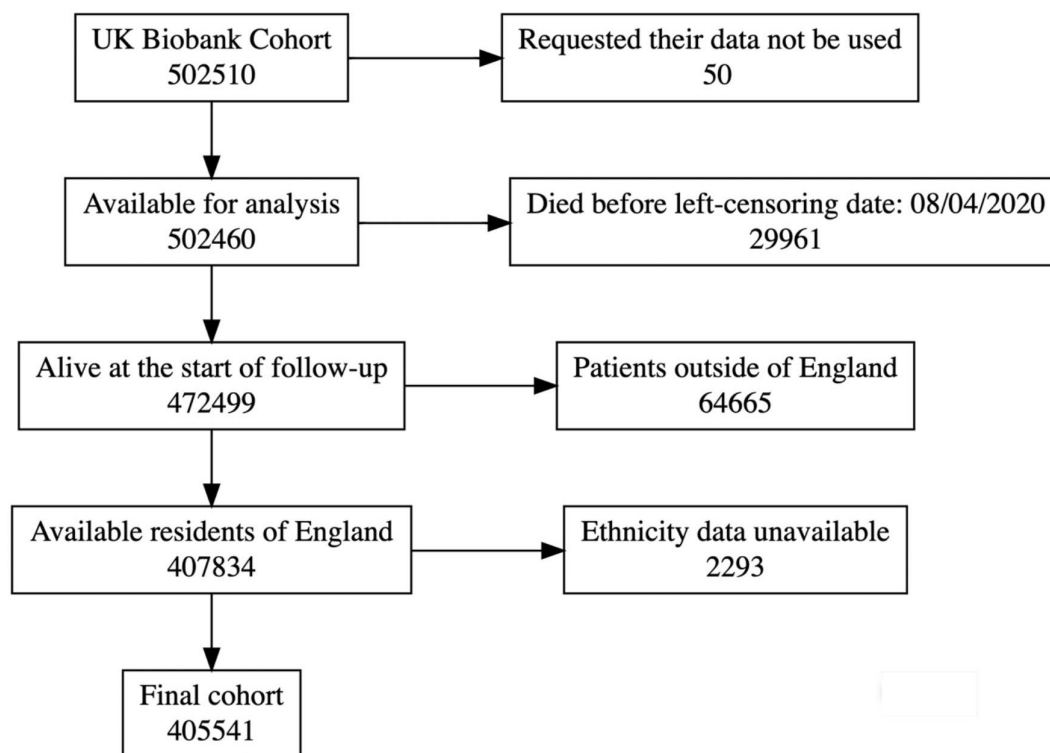 UK Biobank Cohort
502510
Requested their data not be used
50
Available for analysis
502460
Died before left-censoring date: 08/04/2020
29961
Alive at the start of follow-up
472499
Patients outside of England
64665
Available residents of England
407834
Ethnicity data unavailable
2293
Final cohort
405541